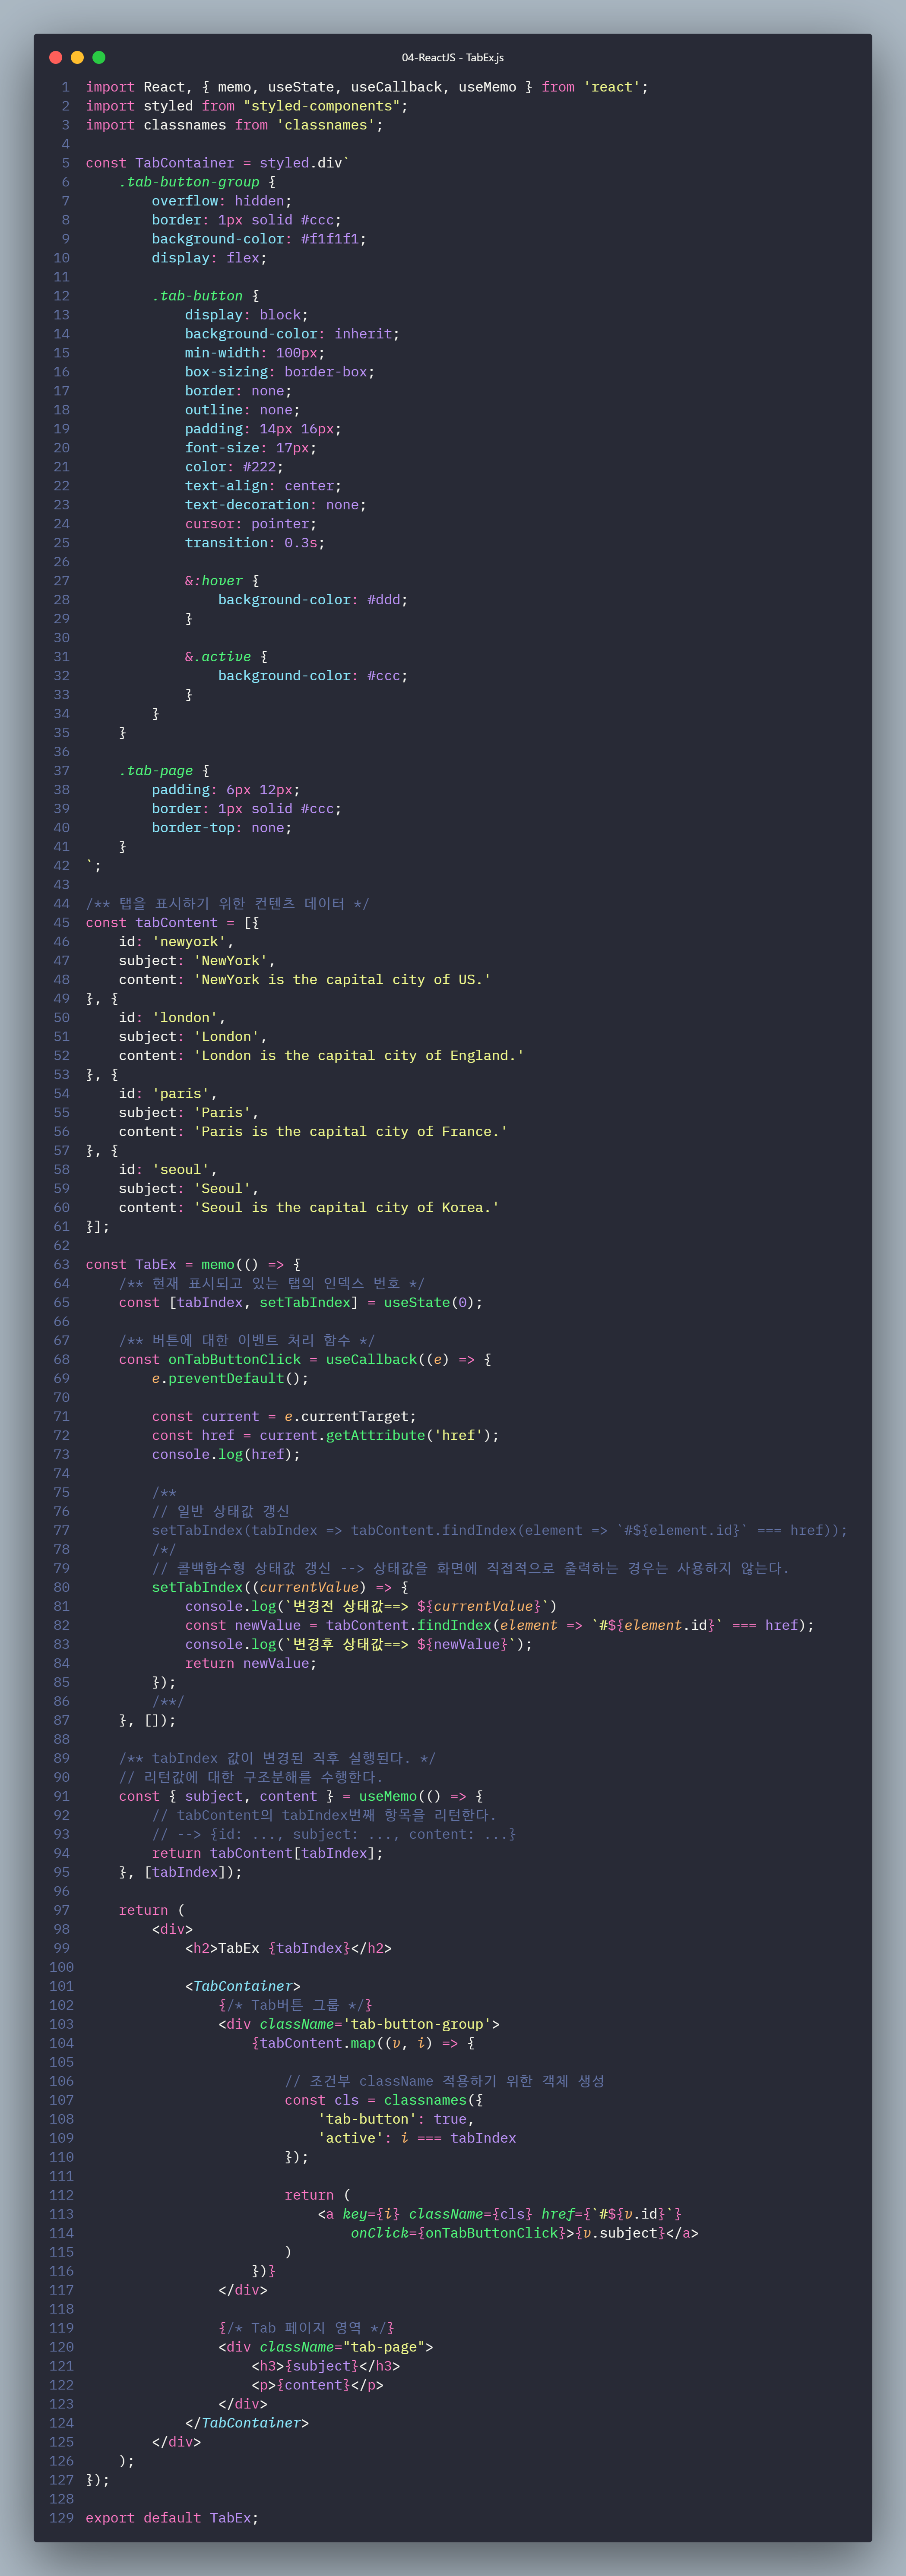 04-ReactJS - TabEx.js
1 import React, { memo, useState, useCallback, useMemo } from 'react';
2 import styled from "styled-components";
3 import classnames from 'classnames';
4
5 const TabContainer = styled.div`
6     .tab-button-group {
7         overflow: hidden;
8         border: 1px solid #ccc;
9         background-color: #f1f1f1;
10         display: flex;
11
12         .tab-button {
13             display: block;
14             background-color: inherit;
15             min-width: 100px;
16             box-sizing: border-box;
17             border: none;
18             outline: none;
19             padding: 14px 16px;
20             font-size: 17px;
21             color: #222;
22             text-align: center;
23             text-decoration: none;
24             cursor: pointer;
25             transition: 0.3s;
26
27             &:hover {
28                 background-color: #ddd;
29             }
30
31             &.active {
32                 background-color: #ccc;
33             }
34         }
35     }
36
37     .tab-page {
38         padding: 6px 12px;
39         border: 1px solid #ccc;
40         border-top: none;
41     }
42 `;
43
44 /** 탭을 표시하기 위한 컨텐츠 데이터 */
45 const tabContent = [{
46     id: 'newyork',
47     subject: 'NewYork',
48     content: 'NewYork is the capital city of US.'
49 }, {
50     id: 'london',
51     subject: 'London',
52     content: 'London is the capital city of England.'
53 }, {
54     id: 'paris',
55     subject: 'Paris',
56     content: 'Paris is the capital city of France.'
57 }, {
58     id: 'seoul',
59     subject: 'Seoul',
60     content: 'Seoul is the capital city of Korea.'
61 }];
62
63 const TabEx = memo(() => {
64     /** 현재 표시되고 있는 탭의 인덱스 번호 */
65     const [tabIndex, setTabIndex] = useState(0);
66
67     /** 버튼에 대한 이벤트 처리 함수 */
68     const onTabButtonClick = useCallback((e) => {
69         e.preventDefault();
70
71         const current = e.currentTarget;
72         const href = current.getAttribute('href');
73         console.log(href);
74
75         /**
76         // 일반 상태값 갱신
77         setTabIndex(tabIndex => tabContent.findIndex(element => `#${element.id}` === href));
78         /*/
79         // 콜백함수형 상태값 갱신 --> 상태값을 화면에 직접적으로 출력하는 경우는 사용하지 않는다.
80         setTabIndex((currentValue) => {
81             console.log(`변경전 상태값==> ${currentValue}`)
82             const newValue = tabContent.findIndex(element => `#${element.id}` === href);
83             console.log(`변경후 상태값==> ${newValue}`);
84             return newValue;
85         });
86         /**/
87     }, []);
88
89     /** tabIndex 값이 변경된 직후 실행된다. */
90     // 리턴값에 대한 구조분해를 수행한다.
91     const { subject, content } = useMemo(() => {
92         // tabContent의 tabIndex번째 항목을 리턴한다.
93         // --> {id: ..., subject: ..., content: ...}
94         return tabContent[tabIndex];
95     }, [tabIndex]);
96
97     return (
98         <div>
99             <h2>TabEx {tabIndex}</h2>
100
101             <TabContainer>
102                 {/* Tab버튼 그룹 */}
103                 <div className='tab-button-group'>
104                     {tabContent.map((v, i) => {
105
106                         // 조건부 className 적용하기 위한 객체 생성
107                         const cls = classnames({
108                             'tab-button': true,
109                             'active': i === tabIndex
110                         });
111
112                         return (
113                             <a key={i} className={cls} href={`#${v.id}`}
114                                 onClick={onTabButtonClick}>{v.subject}</a>
115                         )
116                     })}
117                 </div>
118
119                 {/* Tab 페이지 영역 */}
120                 <div className="tab-page">
121                     <h3>{subject}</h3>
122                     <p>{content}</p>
123                 </div>
124             </TabContainer>
125         </div>
126     );
127 });
128
129 export default TabEx;